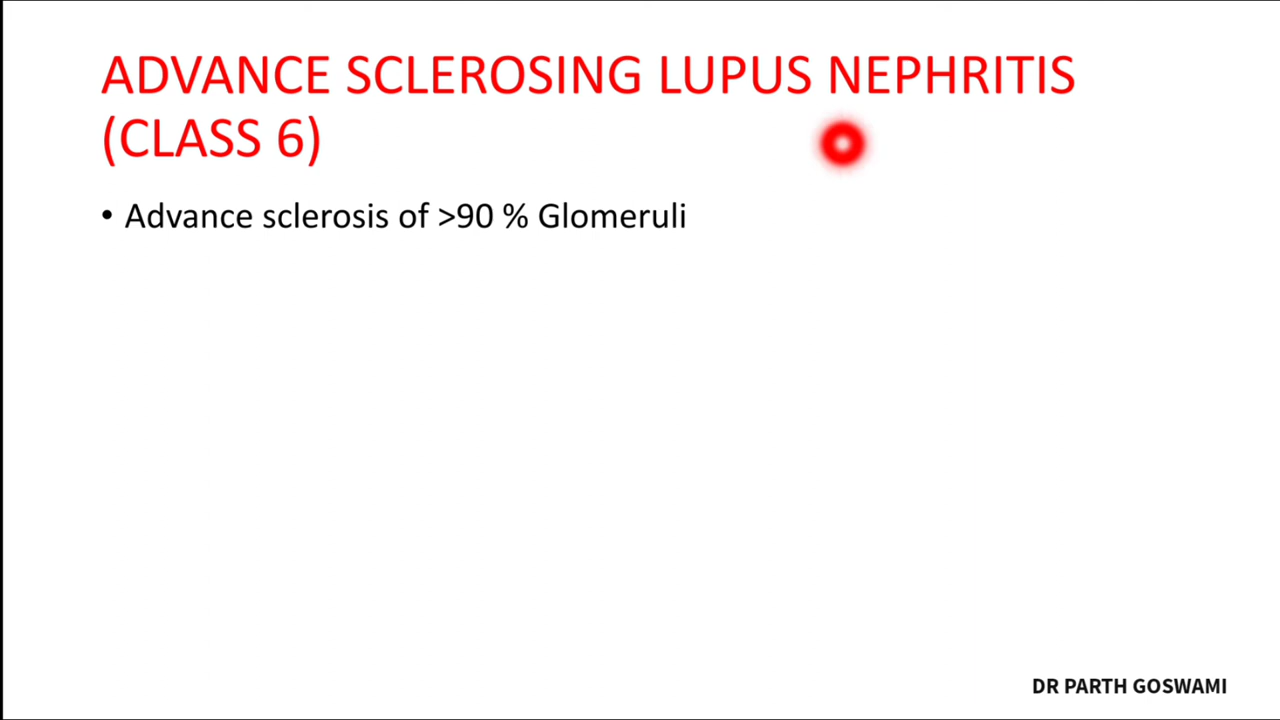 ADVANCE SCLEROSING LUPUS NEPHRITIS
(CLASS 6)
• Advance sclerosis of >90 % Glomeruli
DR PARTH GOSWAMI